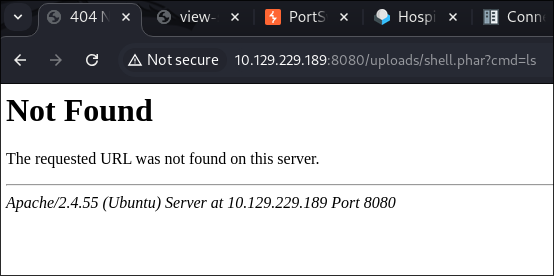 404 N
view-
PortS
Hospi
Conne
Not secure 10.129.229.189:8080/uploads/shell.phar?cmd=ls
Not Found
The requested URL was not found on this server.
Apache/2.4.55 (Ubuntu) Server at 10.129.229.189 Port 8080